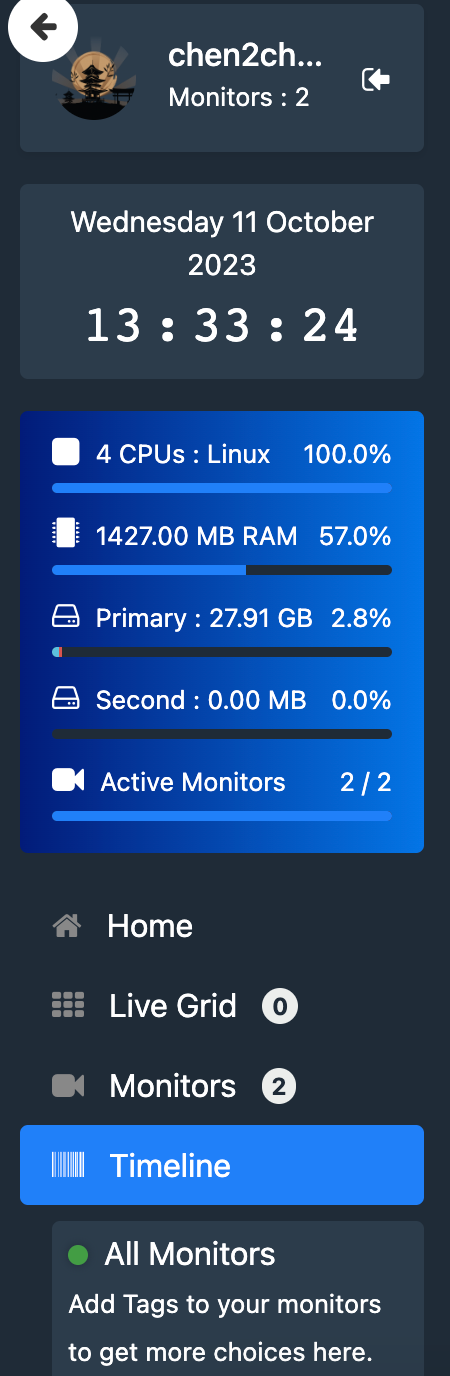 chen2ch...
Monitors : 2
Wednesday 11 October
2023
13 : 33 : 24
4 CPUs : Linux 100.0%
1427.00 MB RAM 57.0%
Primary : 27.91 GB 2.8%
Second : 0.00 MB 0.0%
Active Monitors 2 / 2
Home
Live Grid 0
Monitors 2
Timeline
All Monitors
Add Tags to your monitors
to get more choices here.